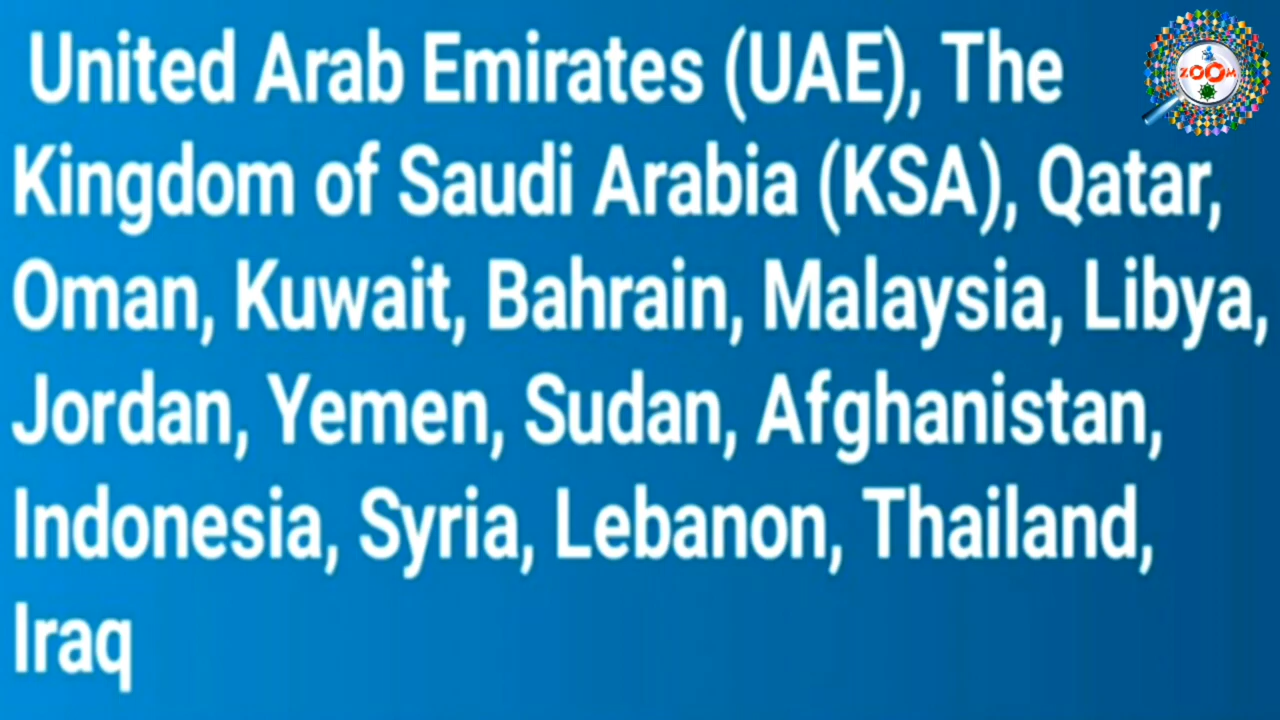 United Arab Emirates (UAE), The
Kingdom of Saudi Arabia (KSA), Qatar,
Oman, Kuwait, Bahrain, Malaysia, Libya,
Jordan, Yemen, Sudan, Afghanistan,
Indonesia, Syria, Lebanon, Thailand,
Iraq
ZOOM